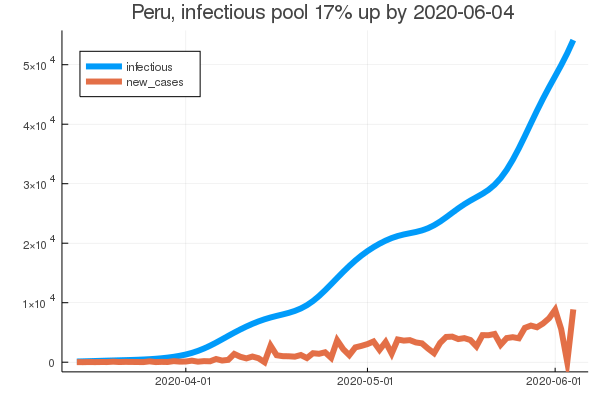 Peru, infectious pool 17% up by 2020-06-04
infectious
new_cases
5×10⁴
4×10⁴
3×10⁴
2×10⁴
1×10⁴
0
2020-04-01 2020-05-01 2020-06-01